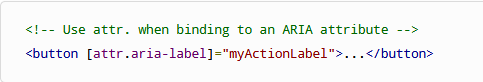 <!-- Use attr. when binding to an ARIA attribute -->
<button [attr.aria-label]="myActionLabel">...</button>